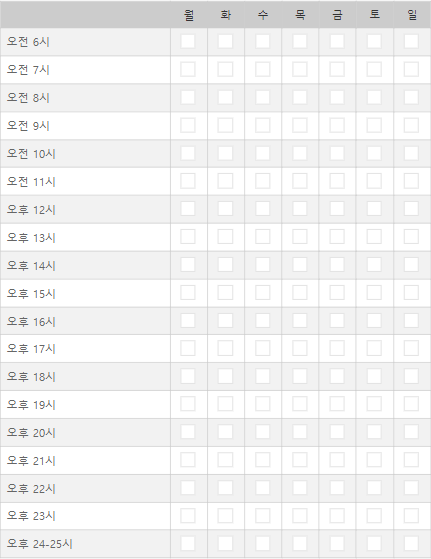 월 화 수 목 금 토 일
오전 6시
오전 7시
오전 8시
오전 9시
오전 10시
오전 11시
오후 12시
오후 13시
오후 14시
오후 15시
오후 16시
오후 17시
오후 18시
오후 19시
오후 20시
오후 21시
오후 22시
오후 23시
오후 24-25시